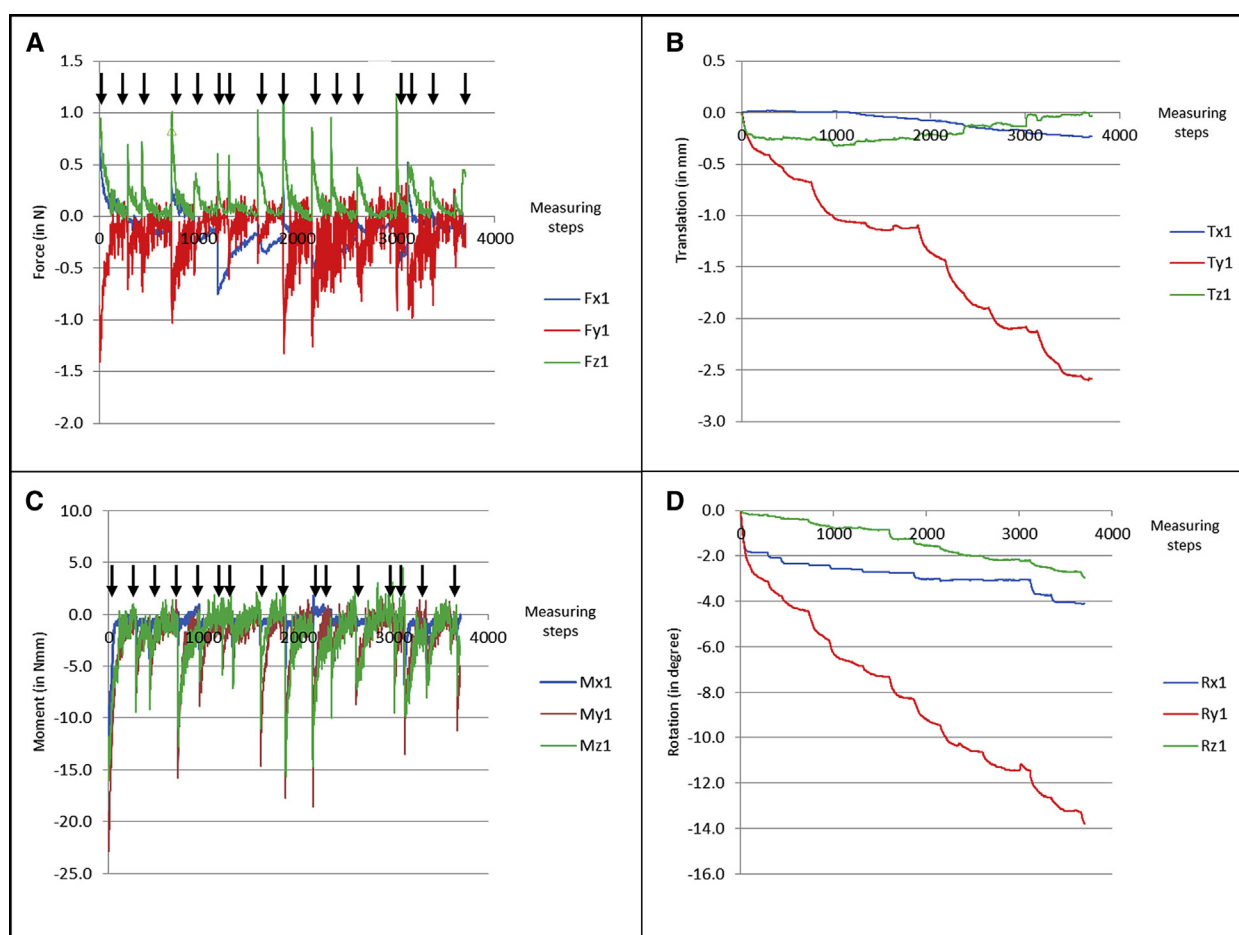 A
1.5
1.0
0.5
0.0
-0.5
-1.0
-1.5
-2.0
0
1000
2000
3000
4000
Force (in N)
Measuring
steps
Fx1
Fy1
Fz1
B
0.5
0.0
-0.5
-1.0
-1.5
-2.0
-2.5
-3.0
0
1000
2000
3000
4000
Translation (in mm)
Measuring
steps
Tx1
Ty1
Tz1
C
10.0
5.0
0.0
-5.0
-10.0
-15.0
-20.0
-25.0
0
1000
2000
3000
4000
Moment (in Nmm)
Measuring
steps
Mx1
My1
Mz1
D
0.0
-2.0
-4.0
-6.0
-8.0
-10.0
-12.0
-14.0
-16.0
0
1000
2000
3000
4000
Rotation (in degree)
Measuring
steps
Rx1
Ry1
Rz1